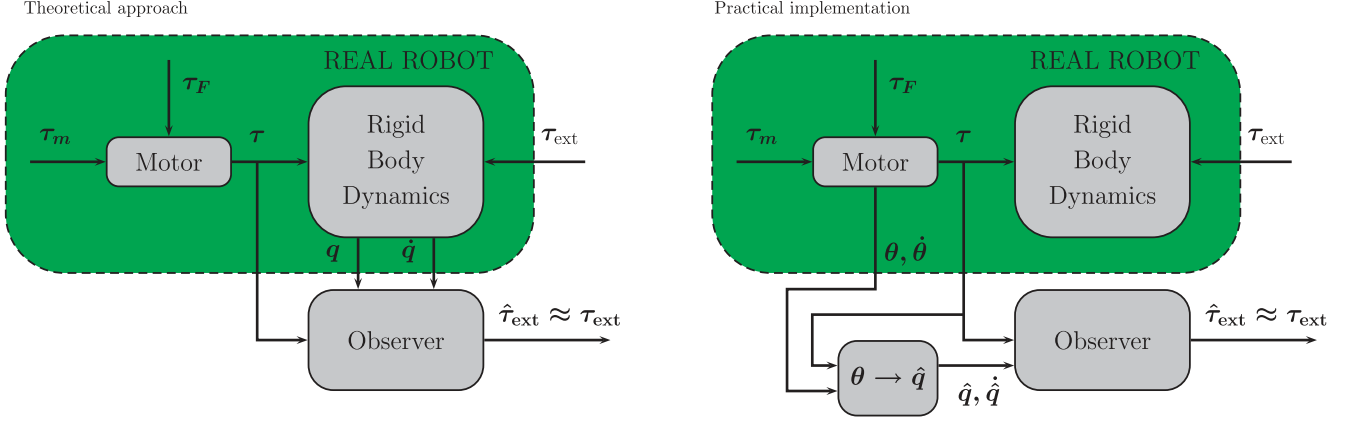 Theoretical approach
REAL ROBOT
τ_F
τ_m
Motor
τ
Rigid
Body
Dynamics
τ_ext
q
q̇
Observer
τ̂_ext ≈ τ_ext
Practical implementation
REAL ROBOT
τ_F
τ_m
Motor
τ
Rigid
Body
Dynamics
τ_ext
θ, θ̇
Observer
τ̂_ext ≈ τ_ext
θ → q̂
q̂, q̂̇